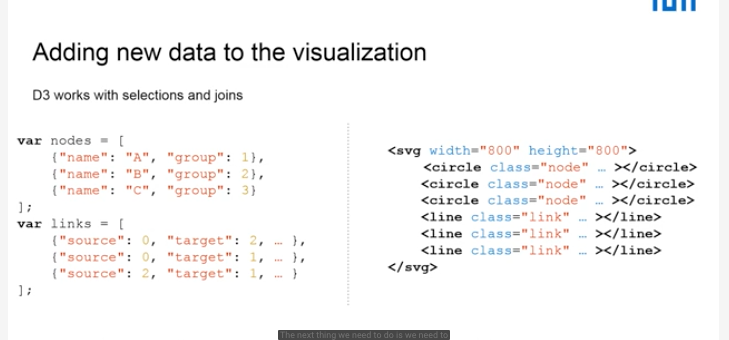 Adding new data to the visualization
D3 works with selections and joins
var nodes = [
{"name": "A", "group": 1},
{"name": "B", "group": 2},
{"name": "C", "group": 3}
];
var links = [
{"source": 0, "target": 2, … },
{"source": 0, "target": 1, … },
{"source": 2, "target": 1, … }
];
<svg width="800" height="800">
<circle class="node" … ></circle>
<circle class="node" … ></circle>
<circle class="node" … ></circle>
<line class="link" … ></line>
<line class="link" … ></line>
<line class="link" … ></line>
</svg>
The next thing we need to do is we need to